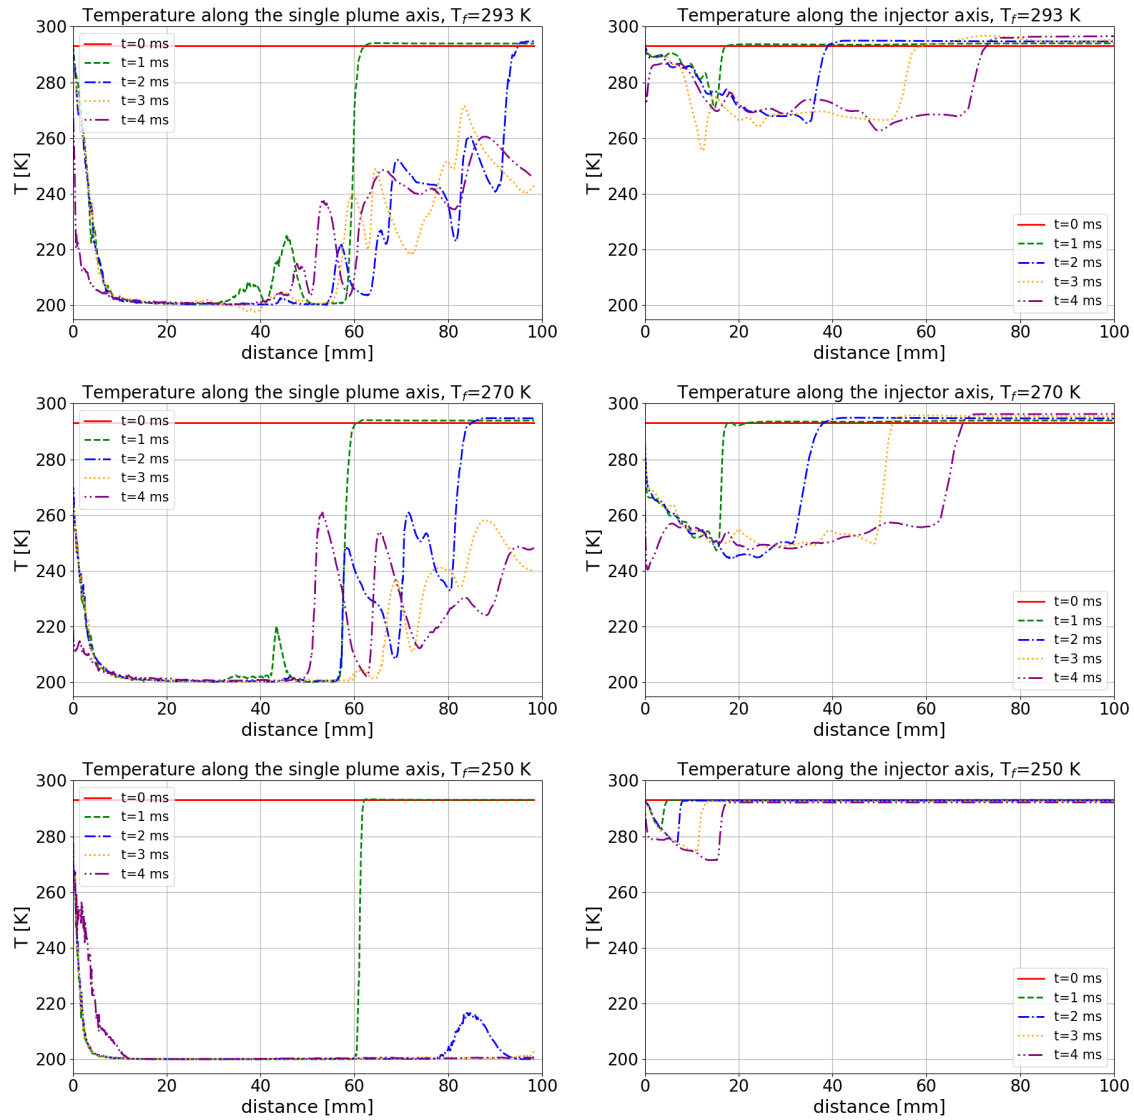 Temperature along the single plume axis, T_f=293 K
300
280
260
240
220
200
T [K]
t=0 ms
t=1 ms
t=2 ms
t=3 ms
t=4 ms
0 20 40 60 80 100
distance [mm]
Temperature along the injector axis, T_f=293 K
300
280
260
240
220
200
T [K]
t=0 ms
t=1 ms
t=2 ms
t=3 ms
t=4 ms
0 20 40 60 80 100
distance [mm]
Temperature along the single plume axis, T_f=270 K
300
280
260
240
220
200
T [K]
t=0 ms
t=1 ms
t=2 ms
t=3 ms
t=4 ms
0 20 40 60 80 100
distance [mm]
Temperature along the injector axis, T_f=270 K
300
280
260
240
220
200
T [K]
t=0 ms
t=1 ms
t=2 ms
t=3 ms
t=4 ms
0 20 40 60 80 100
distance [mm]
Temperature along the single plume axis, T_f=250 K
300
280
260
240
220
200
T [K]
t=0 ms
t=1 ms
t=2 ms
t=3 ms
t=4 ms
0 20 40 60 80 100
distance [mm]
Temperature along the injector axis, T_f=250 K
300
280
260
240
220
200
T [K]
t=0 ms
t=1 ms
t=2 ms
t=3 ms
t=4 ms
0 20 40 60 80 100
distance [mm]